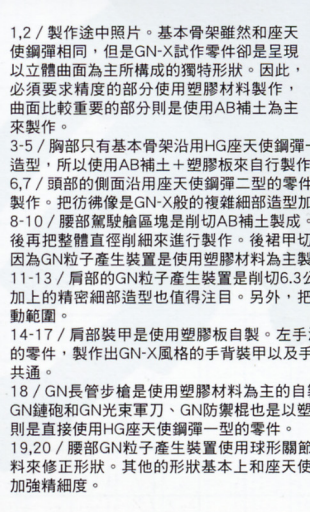 1,2／製作途中照片。基本骨架雖然和座天
使鋼彈相同，但是GN-X試作零件卻是呈現
以立體曲面為主所構成的獨特形狀。因此，
必須要求精度的部分使用塑膠材料製作，
曲面比較重要的部分則是使用AB補土為主
來製作。
3-5／胸部只有基本骨架沿用HG座天使鋼彈一
造型，所以使用AB補土＋塑膠板來自行製作
6,7／頭部的側面沿用座天使鋼彈二型的零件
製作。把彷彿像是GN-X般的複雜細部造型加
8-10／腰部駕駛艙區塊是削切AB補土製成。
後再把整體直徑削細來進行製作。後裙甲切
因為GN粒子產生裝置是使用塑膠材料為主製
11-13／肩部的GN粒子產生裝置是削切6.3公
加上的精密細部造型也值得注目。另外，把
動範圍。
14-17／肩部裝甲是使用塑膠板自製。左手
的零件，製作出GN-X風格的手背裝甲以及手
共通。
18／GN長管步槍是使用塑膠材料為主的自
GN鏈砲和GN光束軍刀、GN防禦棍也是以塑
則是直接使用HG座天使鋼彈一型的零件。
19,20／腰部GN粒子產生裝置使用球形關節
料來修正形狀。其他的形狀基本上和座天使
加強精細度。